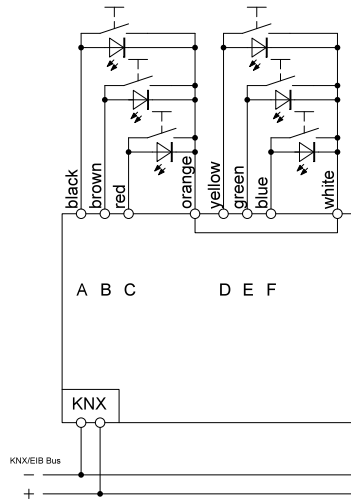 black
brown
red
orange
yellow
green
blue
white
A B C D E F
KNX
KNX/EIB Bus
−
+